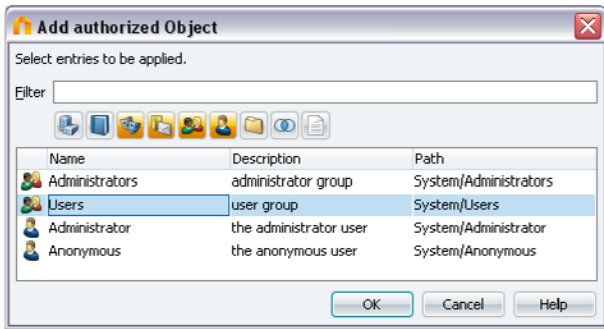 Add authorized Object
Select entries to be applied.
Filter
Name Description Path
Administrators administrator group System/Administrators
Users user group System/Users
Administrator the administrator user System/Administrator
Anonymous the anonymous user System/Anonymous
OK Cancel Help